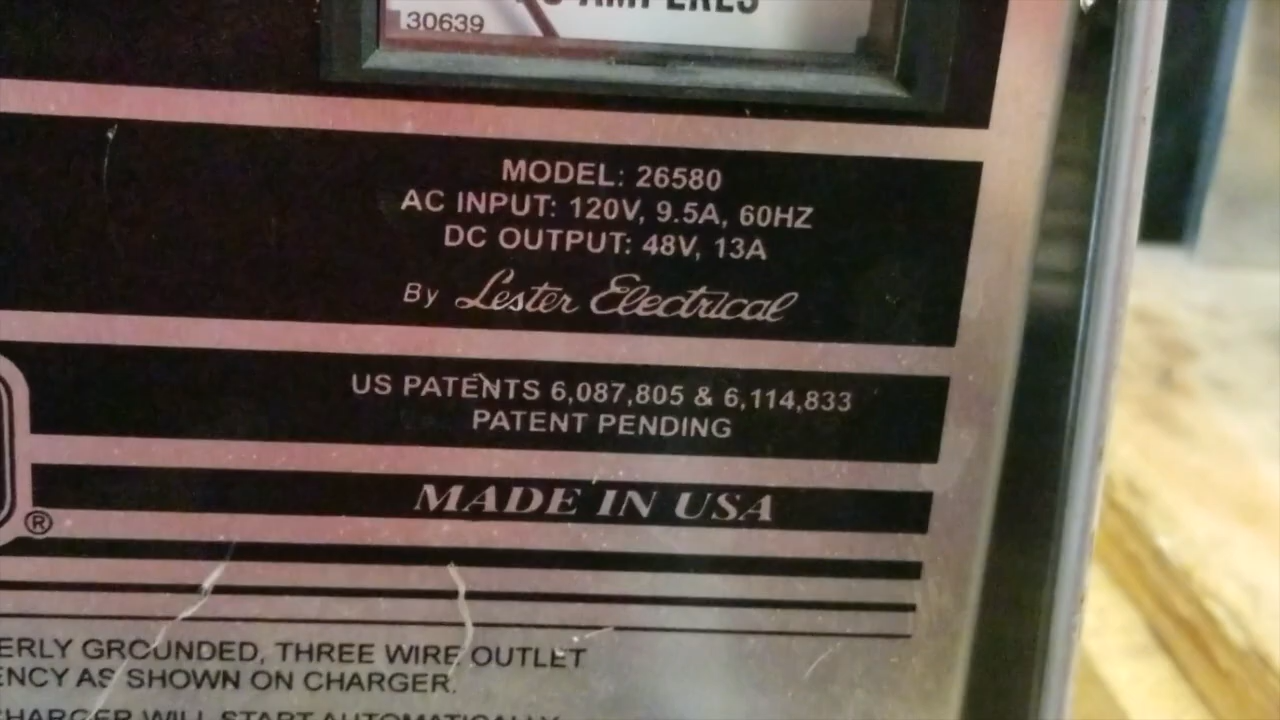 AMPERES
30639
MODEL: 26580
AC INPUT: 120V, 9.5A, 60HZ
DC OUTPUT: 48V, 13A
By Lester Electrical
US PATENTS 6,087,805 & 6,114,833
PATENT PENDING
MADE IN USA
®
ERLY GROUNDED, THREE WIRE OUTLET
ENCY AS SHOWN ON CHARGER.
CHARGER WILL START AUTOMATICALLY